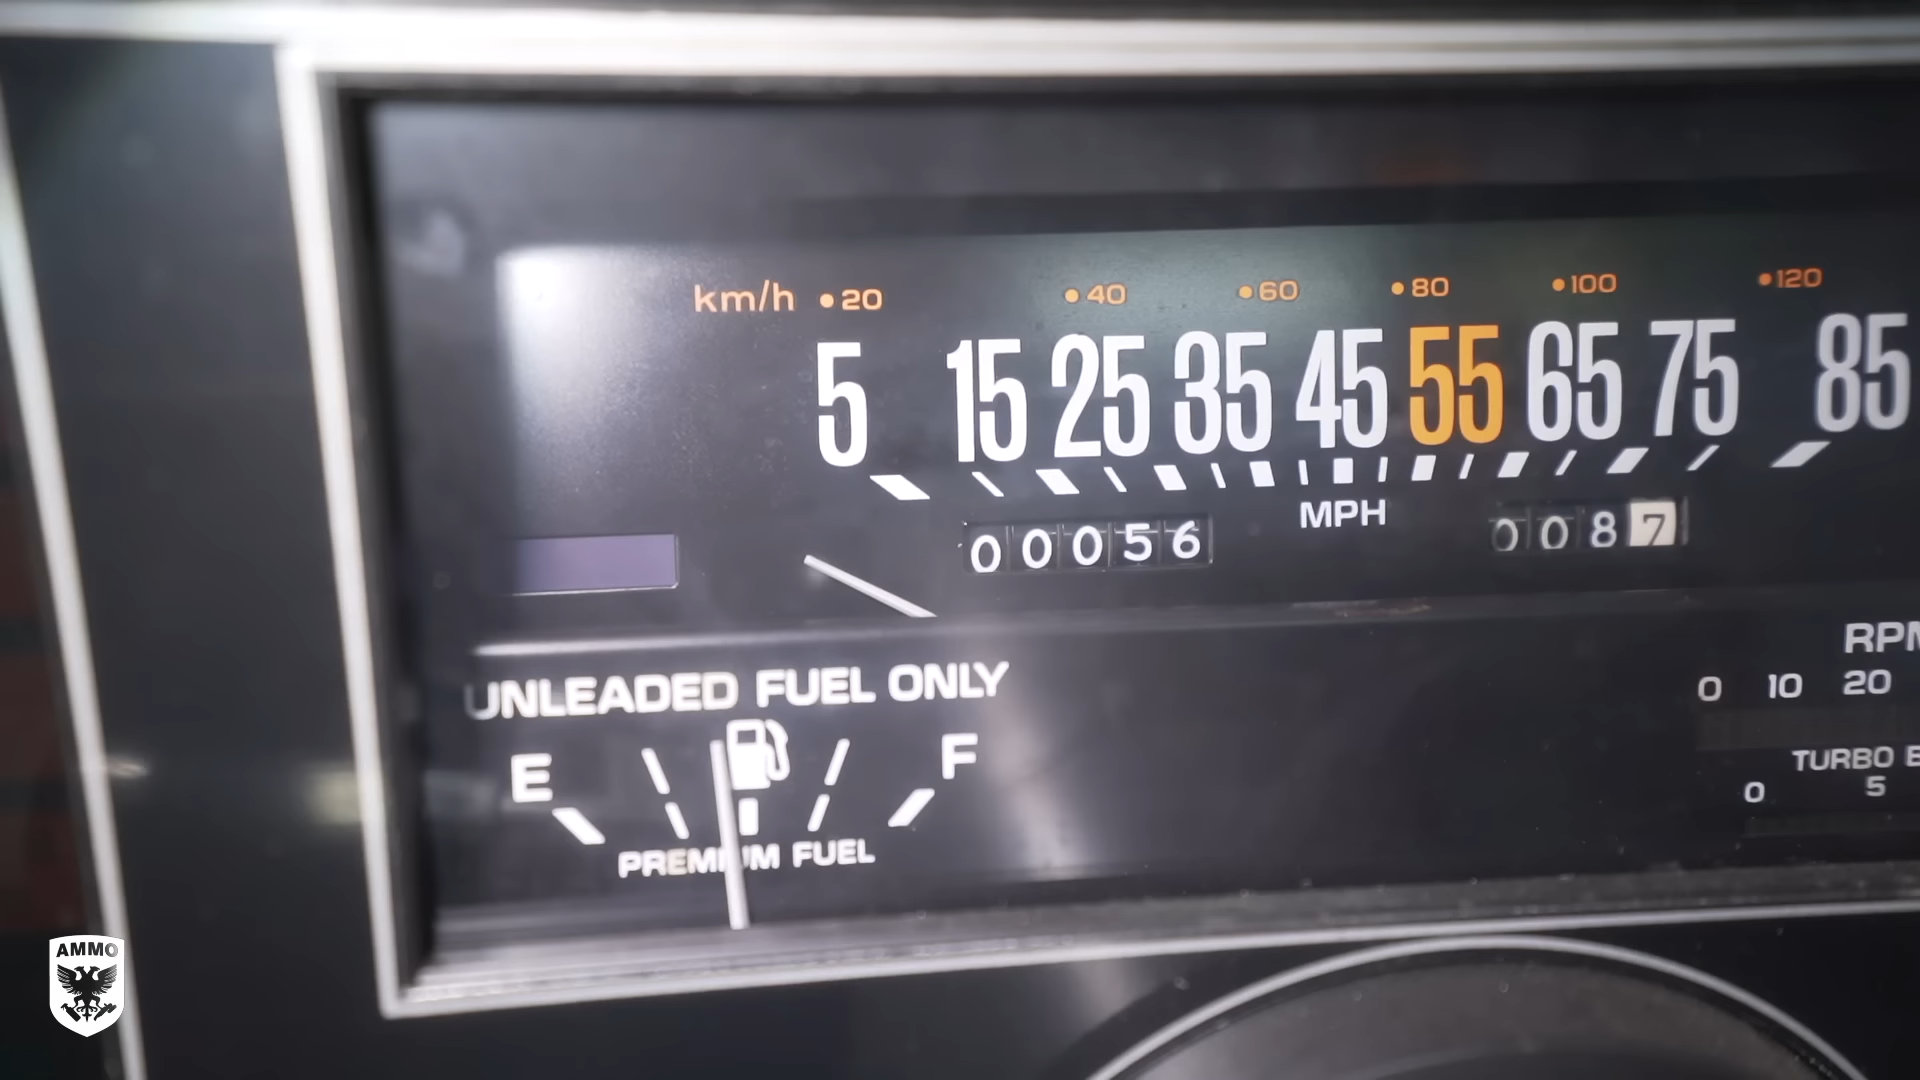 km/h 20 40 60 80 100 120
5 15 25 35 45 55 65 75 85
MPH
00056 0087
UNLEADED FUEL ONLY
E F
PREMIUM FUEL
RPM
0 10 20
TURBO B
0 5
AMMO